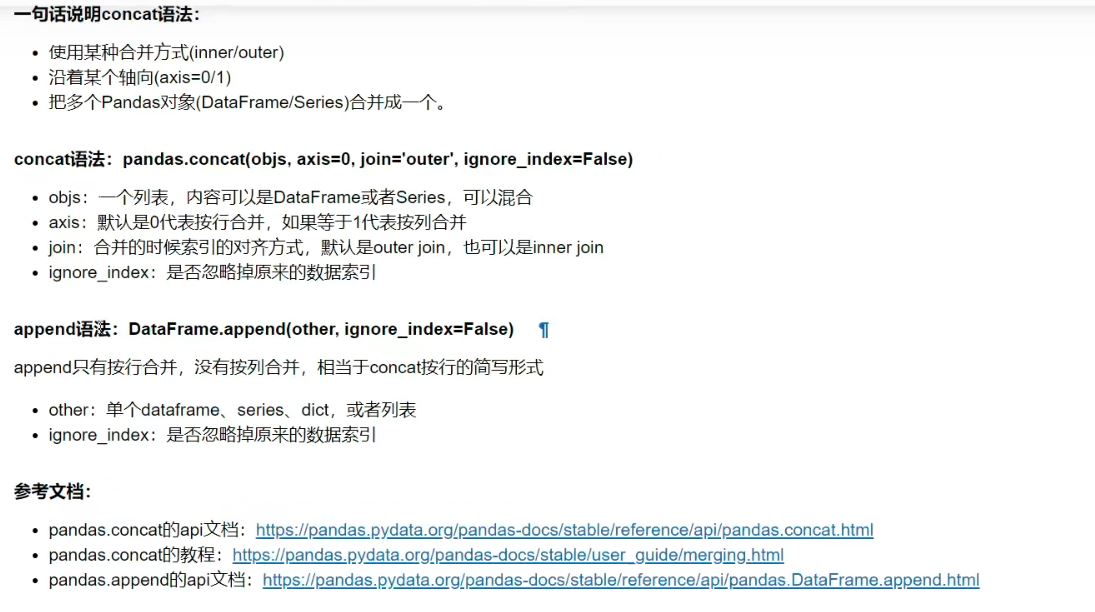 一句话说明concat语法：
使用某种合并方式(inner/outer)
沿着某个轴向(axis=0/1)
把多个Pandas对象(DataFrame/Series)合并成一个。
concat语法：pandas.concat(objs, axis=0, join='outer', ignore_index=False)
objs：一个列表，内容可以是DataFrame或者Series，可以混合
axis：默认是0代表按行合并，如果等于1代表按列合并
join：合并的时候索引的对齐方式，默认是outer join，也可以是inner join
ignore_index：是否忽略掉原来的数据索引
append语法：DataFrame.append(other, ignore_index=False) ¶
append只有按行合并，没有按列合并，相当于concat按行的简写形式
other：单个dataframe、series、dict，或者列表
ignore_index：是否忽略掉原来的数据索引
参考文档：
pandas.concat的api文档：https://pandas.pydata.org/pandas-docs/stable/reference/api/pandas.concat.html
pandas.concat的教程：https://pandas.pydata.org/pandas-docs/stable/user_guide/merging.html
pandas.append的api文档：https://pandas.pydata.org/pandas-docs/stable/reference/api/pandas.DataFrame.append.html